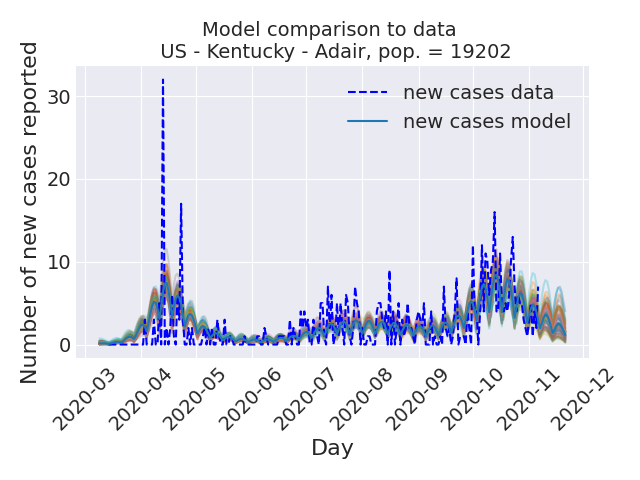 Model comparison to data
US - Kentucky - Adair, pop. = 19202
new cases data
new cases model
Number of new cases reported
30
20
10
0
2020-03
2020-04
2020-05
2020-06
2020-07
2020-08
2020-09
2020-10
2020-11
2020-12
Day